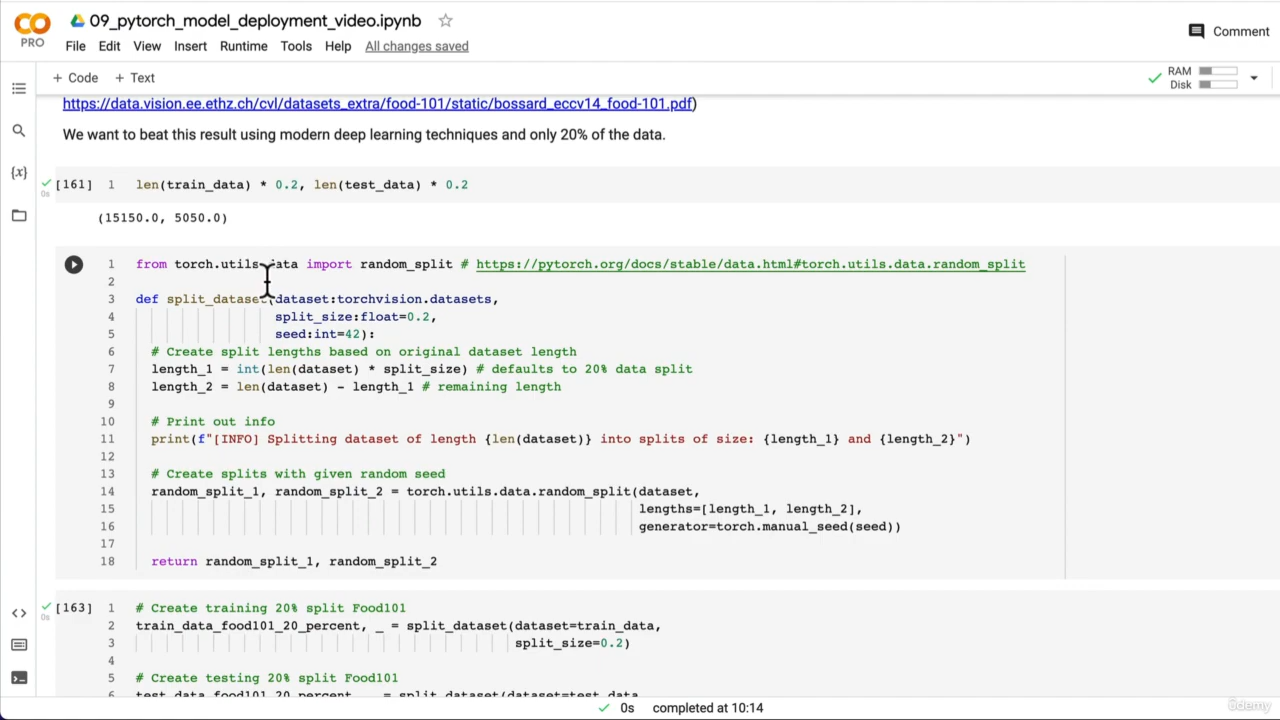 CO
PRO
09_pytorch_model_deployment_video.ipynb
File Edit View Insert Runtime Tools Help All changes saved
Comment
+ Code + Text
RAM
Disk
{x}
https://data.vision.ee.ethz.ch/cvl/datasets_extra/food-101/static/bossard_eccv14_food-101.pdf)
We want to beat this result using modern deep learning techniques and only 20% of the data.
[161] 1 len(train_data) * 0.2, len(test_data) * 0.2
0s
(15150.0, 5050.0)
1 from torch.utils.data import random_split # https://pytorch.org/docs/stable/data.html#torch.utils.data.random_split
2
3 def split_dataset(dataset:torchvision.datasets,
4 split_size:float=0.2,
5 seed:int=42):
6 # Create split lengths based on original dataset length
7 length_1 = int(len(dataset) * split_size) # defaults to 20% data split
8 length_2 = len(dataset) - length_1 # remaining length
9
10 # Print out info
11 print(f"[INFO] Splitting dataset of length {len(dataset)} into splits of size: {length_1} and {length_2}")
12
13 # Create splits with given random seed
14 random_split_1, random_split_2 = torch.utils.data.random_split(dataset,
15 lengths=[length_1, length_2],
16 generator=torch.manual_seed(seed))
17
18 return random_split_1, random_split_2
[163] 1 # Create training 20% split Food101
0s
2 train_data_food101_20_percent, _ = split_dataset(dataset=train_data,
3 split_size=0.2)
4
5 # Create testing 20% split Food101
6 test_data_food101_20_percent, _ = split_dataset(dataset=test_data,
0s completed at 10:14
ûdemy